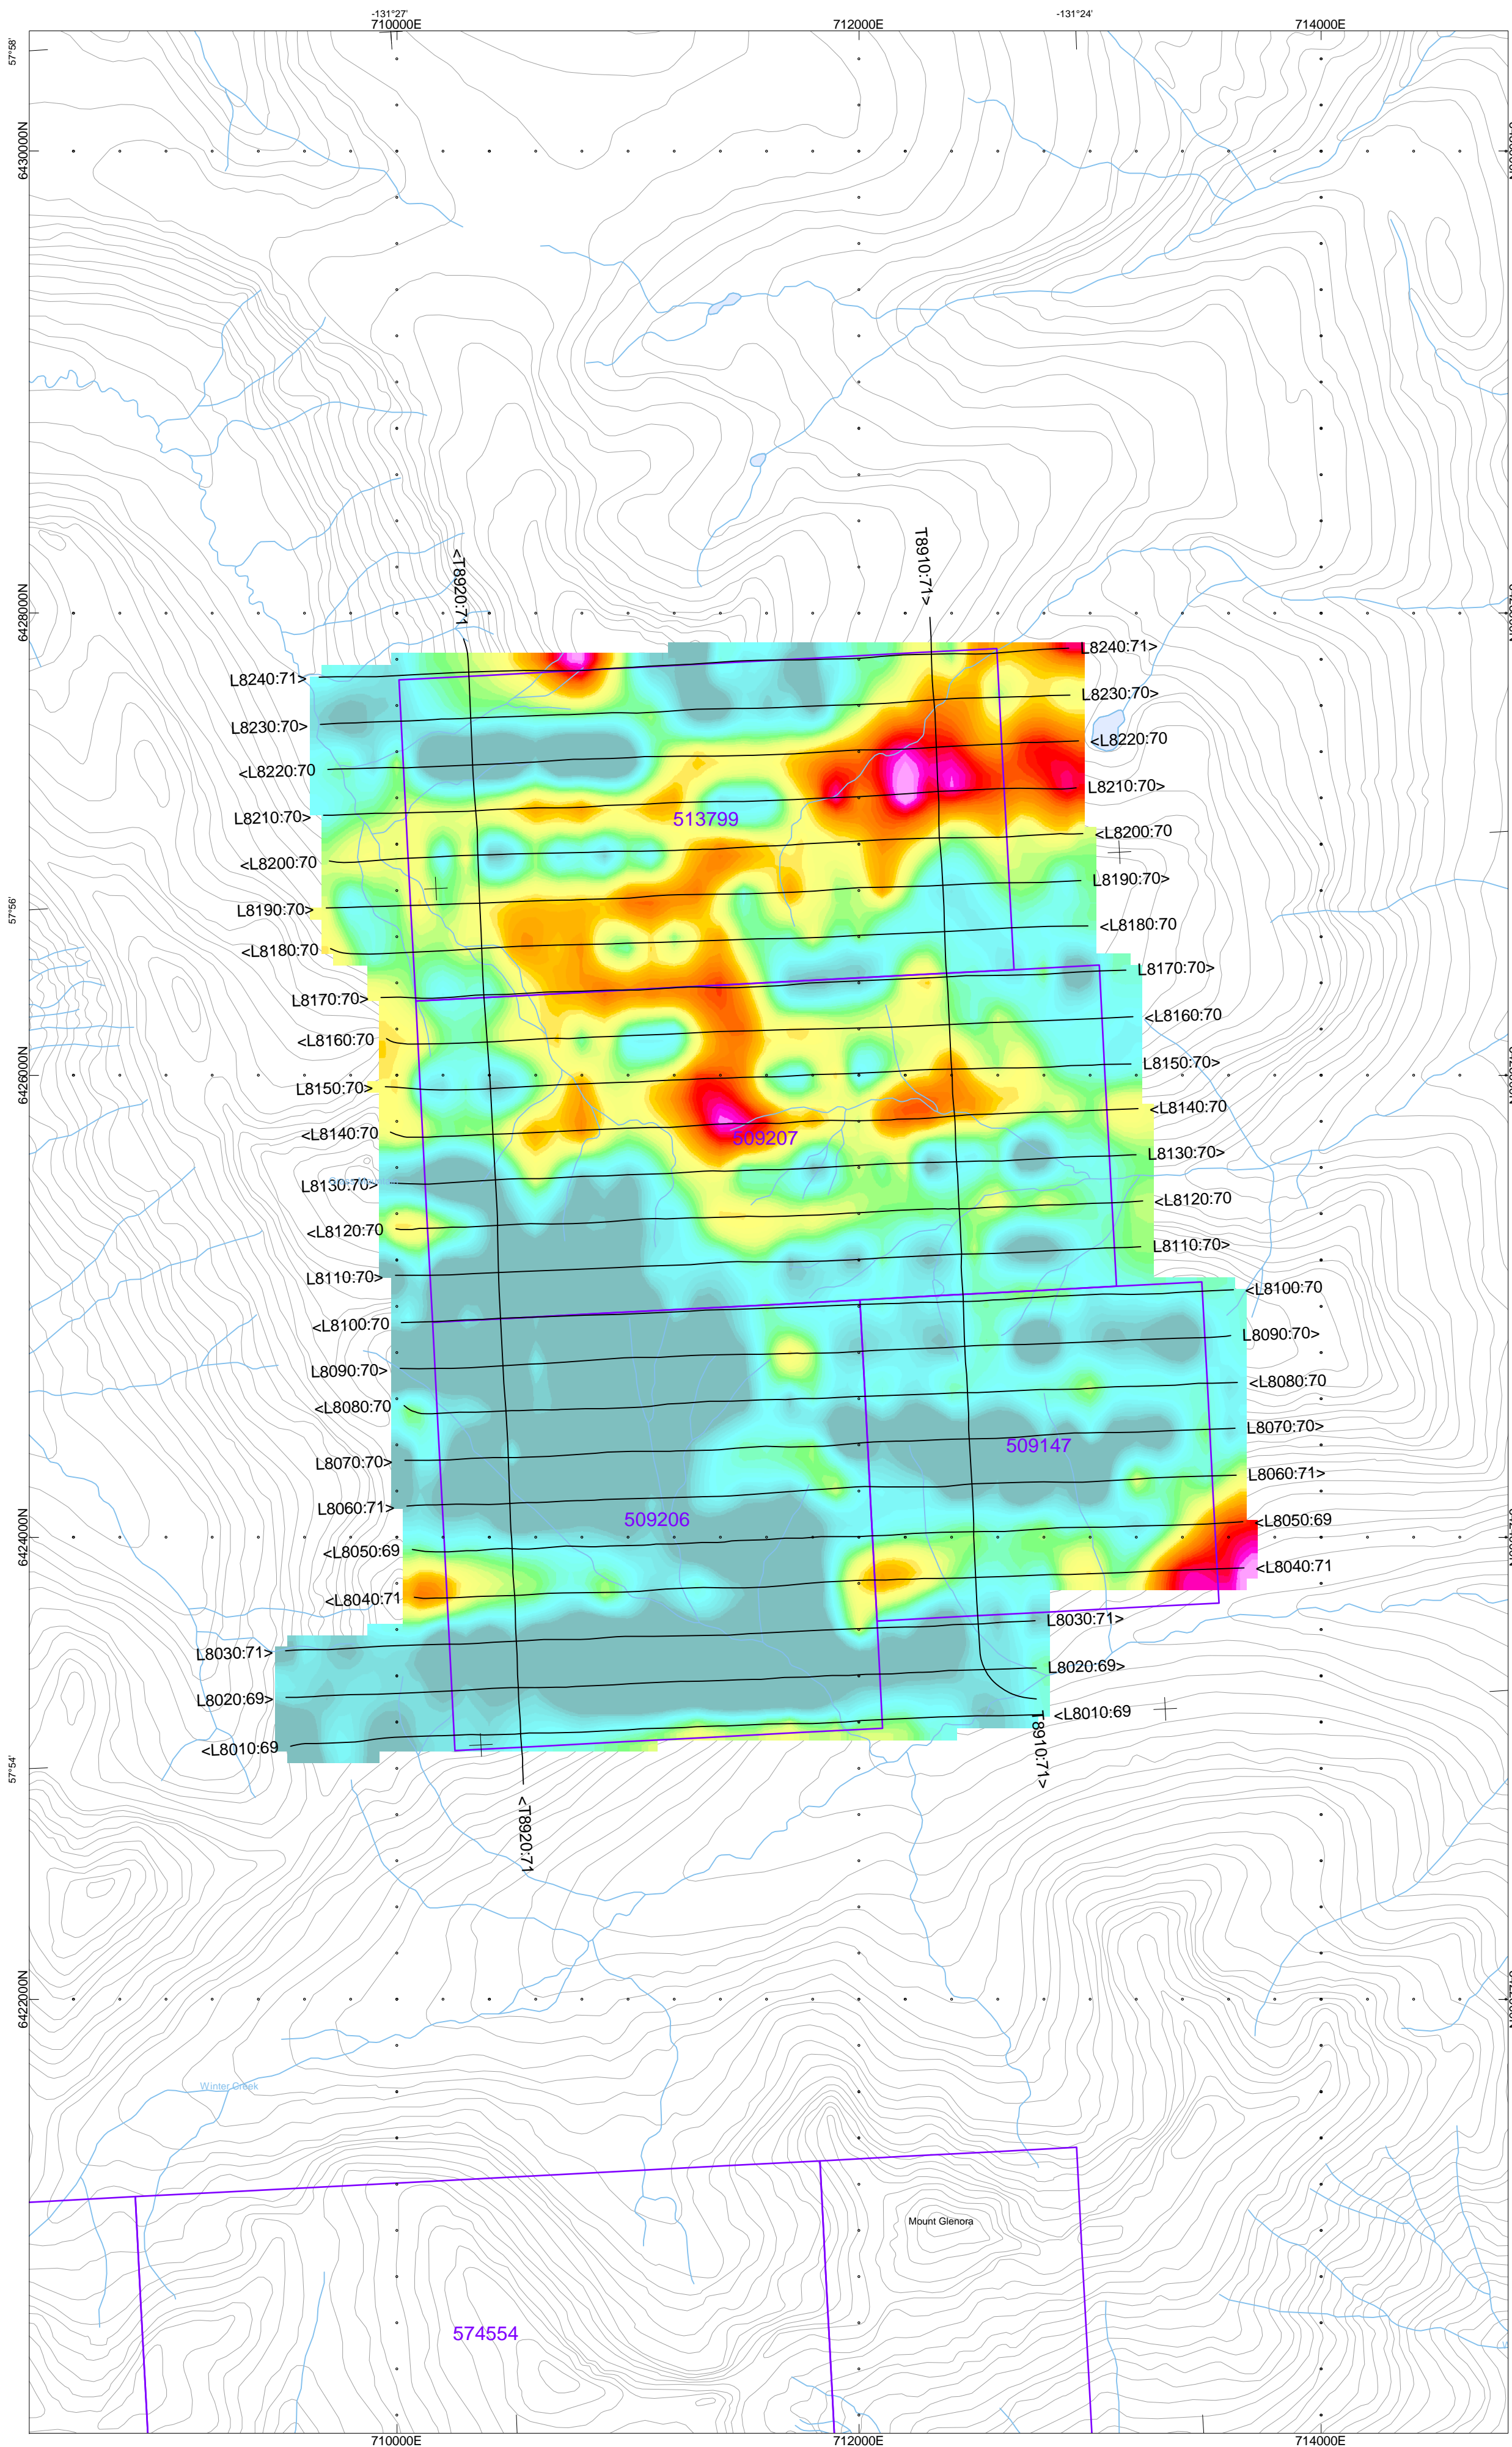 -131°27' -131°24'
710000E 712000E 714000E
57°58'
6430000N
<T8920:71 T8910:71>
6428000N
L8240:71> L8240:71>
L8230:70> L8230:70>
<L8220:70 <L8220:70
L8210:70> L8210:70>
513799
<L8200:70 <L8200:70
L8190:70> L8190:70>
57°56'
<L8180:70 <L8180:70
L8170:70> L8170:70>
<L8160:70 <L8160:70
6426000N
L8150:70> L8150:70>
<L8140:70 <L8140:70
509207
L8130:70> L8130:70>
<L8120:70 <L8120:70
L8110:70> L8110:70>
<L8100:70 <L8100:70
L8090:70> L8090:70>
<L8080:70 <L8080:70
L8070:70> L8070:70>
509147
L8060:71> L8060:71>
509206
6424000N
<L8050:69 <L8050:69
<L8040:71 <L8040:71
L8030:71> L8030:71>
L8020:69> L8020:69>
<L8010:69 <L8010:69
57°54'
T8910:71>
<T8920:71
6422000N
Winter Creek
Mount Glenora
574554
710000E 712000E 714000E